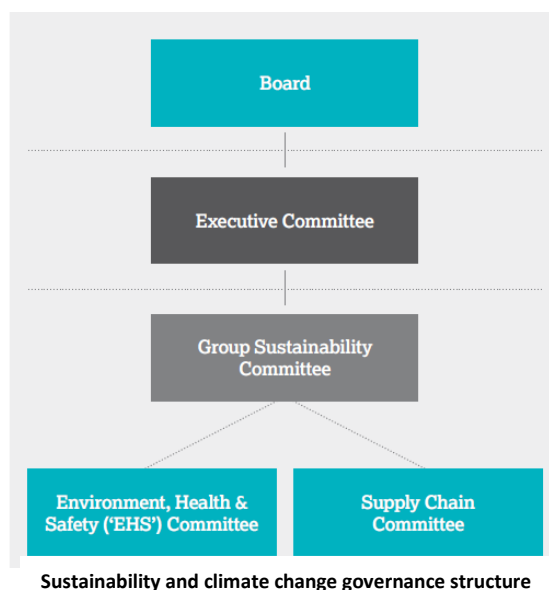 Board
Executive Committee
Group Sustainability
Committee
Environment, Health &
Safety (‘EHS’) Committee
Supply Chain
Committee
Sustainability and climate change governance structure